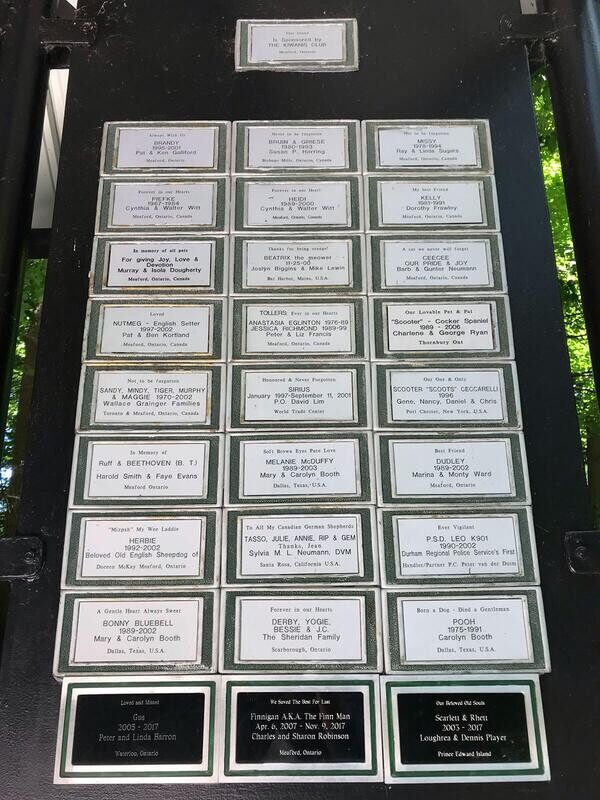 This Island
Is Sponsored by
THE KIWANIS CLUB
Meaford, Ontario
Always With Us
BRANDY
1995-2001
Pat & Ken Galliford
Meaford, Ontario
Never to be forgotten
BRUIN & GRIESE
1980-1993
Susan P. Herring
Bishops Mills, Ontario, Canada
Not to be forgotten
MISSY
1978-1994
Ray & Linda Sugars
Meaford, Ontario, Canada
Forever in our Hearts
PIEFKE
1967-1984
Cynthia & Walter Witt
Meaford, Ontario, Canada
Forever in our Heart
HEIDI
1989-2000
Cynthia & Walter Witt
Meaford, Ontario, Canada
My best Friend
KELLY
1981-1991
Dorothy Frawley
Meaford, Ontario, Canada
In memory of all pets
For giving Joy, Love &
Devotion
Murray & Isola Dougherty
Meaford, Ontario
Thanks for being orange!
BEATRIX the meower
11-25-00
Joslyn Biggins & Mike Lewin
Bar Harbor, Maine, U.S.A.
A cat we never will forget
CEECEE
OUR PRIDE & JOY
Barb & Gunter Neumann
Meaford, Ontario
Loved
NUTMEG - English Setter
1997-2002
Pat & Ben Kortland
Meaford, Ontario, Canada
TOLLERS: Ever in our Hearts
ANASTASIA EGLINTON 1976-89
JESSICA RICHMOND 1989-99
Peter & Liz Francis
Meaford, Ontario, Canada
Our Lovable Pet & Pal
"Scooter" - Cocker Spaniel
1989 - 2006
Charlene & George Ryan
Thornbury Ont
Not to be forgotten
SANDY, MINDY, TIGER, MURPHY
& MAGGIE 1970-2002
Wallace Grainger Families
Toronto & Meaford, Ontario, Canada
Honoured & Never Forgotten
SIRIUS
January 1997-September 11, 2001
P.O. David Lim
World Trade Center
Our One & Only
SCOOTER "SCOOTS" CECCARELLI
1996
Gene, Nancy, Daniel & Chris
Port Chester, New York, U.S.A.
In Memory of
Ruff & BEETHOVEN (B. T.)
Harold Smith & Faye Evans
Meaford Ontario
Soft Brown Eyes Pure Love
MELANIE McDUFFY
1989-2003
Mary & Carolyn Booth
Dallas, Texas, U.S.A.
Best Friend
DUDLEY
1989-2002
Marina & Monty Ward
Meaford, Ontario
"Mizpah" My Wee Laddie
HERBIE
1992-2002
Beloved Old English Sheepdog of
Doreen McKay Meaford, Ontario
To All My Canadian German Shepherds
TASSO, JULIE, ANNIE, RIP & GEM
Thanks, Jean
Sylvia M. L. Neumann, DVM
Santa Rosa, California U.S.A.
Ever Vigilant
P.S.D. LEO K901
1990-2002
Durham Regional Police Service's First
Handler/Partner P.C. Peter van der Duim
A Gentle Heart Always Sweet
BONNY BLUEBELL
1989-2002
Mary & Carolyn Booth
Dallas, Texas, U.S.A.
Forever in our Hearts
DERBY, YOGIE,
BESSIE & J.C.
The Sheridan Family
Scarborough, Ontario
Born a Dog - Died a Gentleman
POOH
1975-1991
Carolyn Booth
Dallas, Texas, U.S.A.
Loved and Missed
Gus
2005 - 2017
Peter and Linda Barron
Waterloo, Ontario
We Saved The Best For Last
Finnigan A.K.A. The Finn Man
Apr. 6, 2007 - Nov. 9, 2017
Charles and Sharon Robinson
Meaford, Ontario
Our Beloved Old Souls
Scarlett & Rhett
2003 - 2017
Loughrea & Dennis Player
Prince Edward Island